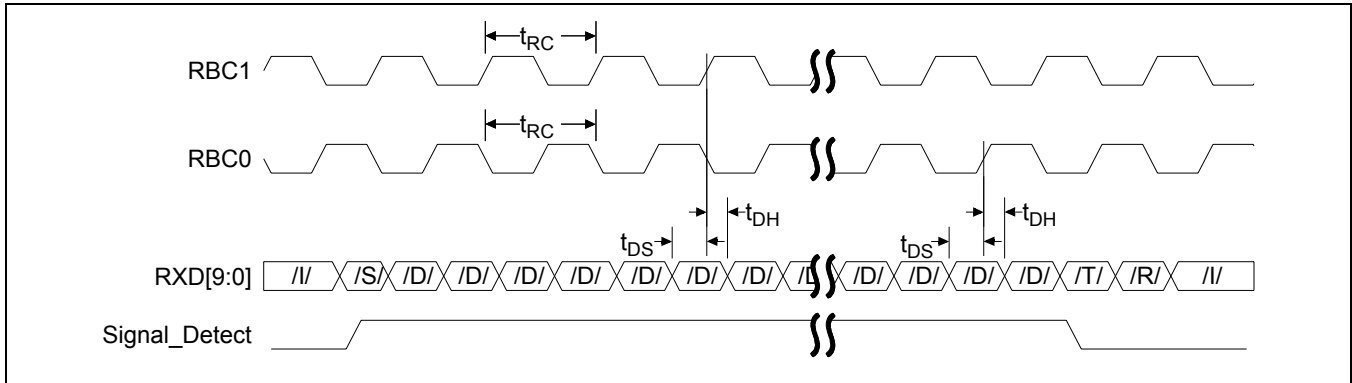 tRC
RBC1
tRC
RBC0
tDH tDH
tDS tDS
RXD[9:0] /I/ /S/ /D/ /D/ /D/ /D/ /D/ /D/ /D/ /D/ /D/ /D/ /D/ /T/ /R/ /I/
Signal_Detect